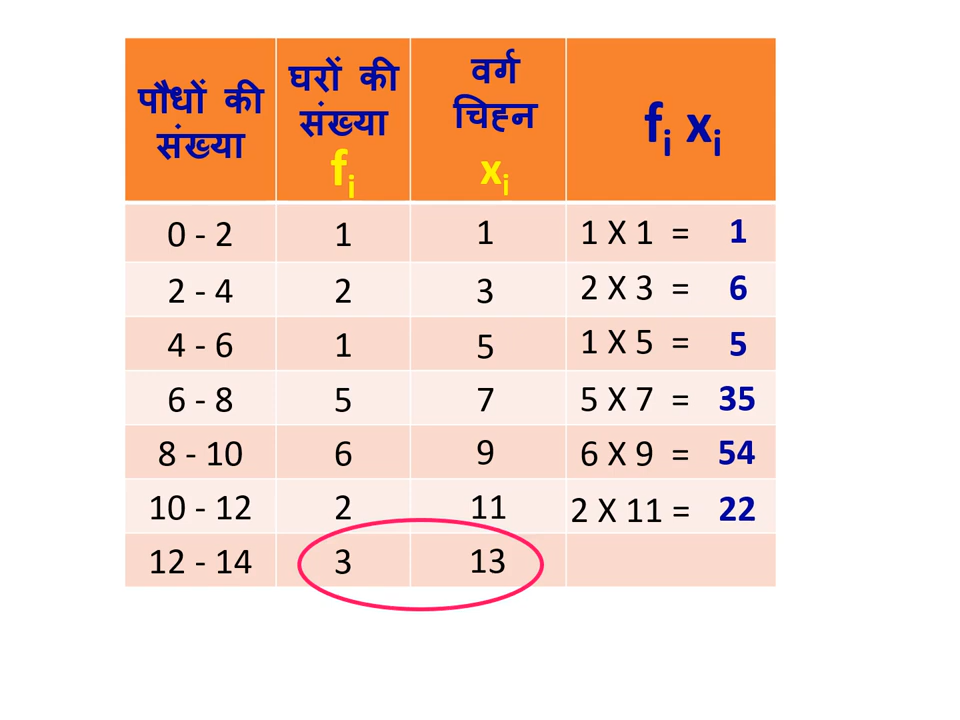 पौधों की संख्या
घरों की संख्या fi
वर्ग चिह्न xi
fi xi
0 - 2 1 1 1 X 1 = 1
2 - 4 2 3 2 X 3 = 6
4 - 6 1 5 1 X 5 = 5
6 - 8 5 7 5 X 7 = 35
8 - 10 6 9 6 X 9 = 54
10 - 12 2 11 2 X 11 = 22
12 - 14 3 13